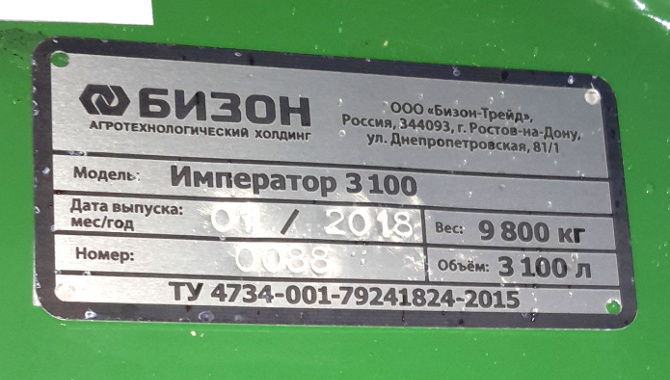 БИЗОН
АГРОТЕХНОЛОГИЧЕСКИЙ ХОЛДИНГ
ООО «Бизон-Трейд»,
Россия, 344093, г. Ростов-на-Дону,
ул. Днепропетровская, 81/1
Модель: Император 3 100
Дата выпуска:
мес/год 01 / 2018
Вес: 9 800 кг
Номер: 0088
Объём: 3 100 л
ТУ 4734-001-79241824-2015